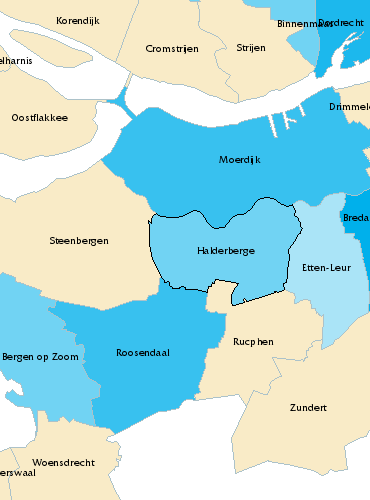 Korendijk
Binnenmaas
Dordrecht
Cromstrijen
Strijen
elharnis
Drimmele
Oostflakkee
Moerdijk
Breda
Steenbergen
Halderberge
Etten-Leur
Rucphen
Bergen op Zoom
Roosendaal
Zundert
Woensdrecht
erswaal